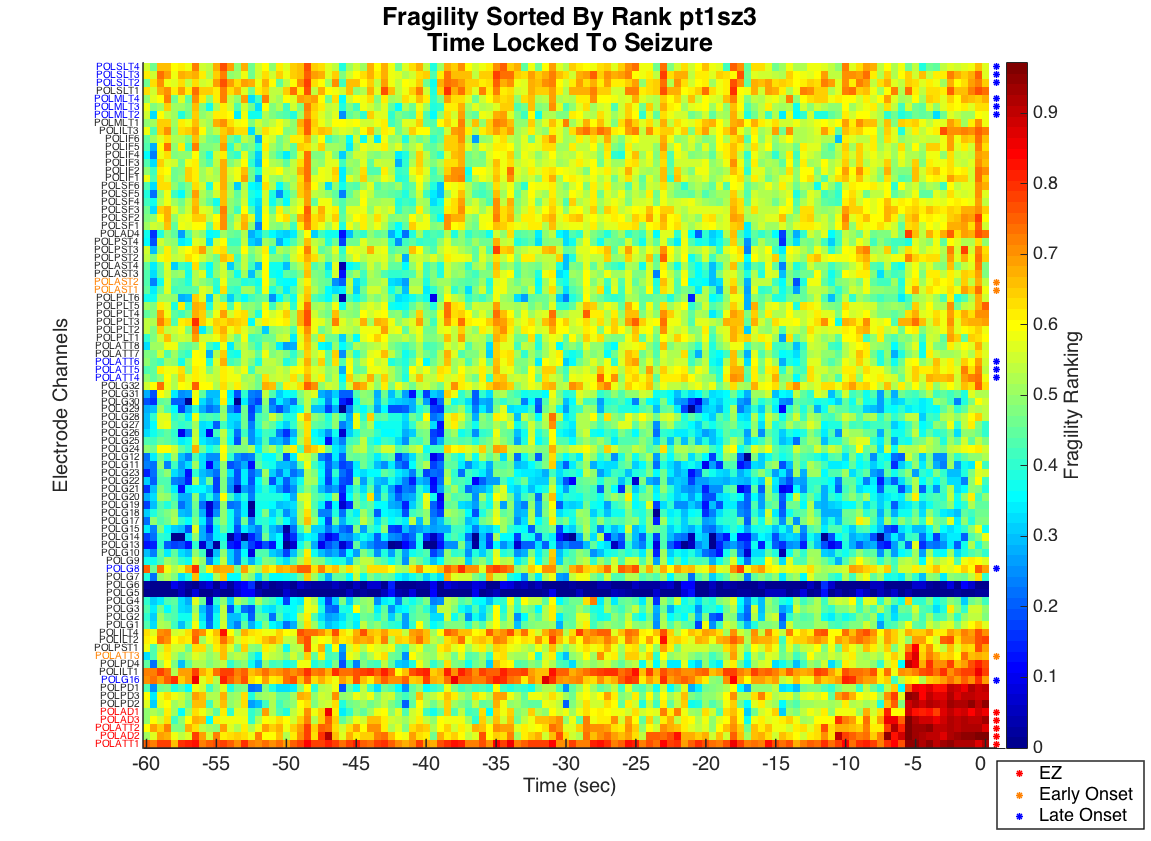 Fragility Sorted By Rank pt1sz3
Time Locked To Seizure
POLSLT4
POLSLT3
POLSLT2
POLSLT1
POLMLT4
POLMLT3
POLMLT2
POLMLT1
POLILT3
POLIF6
POLIF5
POLIF4
POLIF3
POLIF2
POLIF1
POLSF6
POLSF5
POLSF4
POLSF3
POLSF2
POLSF1
POLAD4
POLPST4
POLPST3
POLPST2
POLAST4
POLAST3
POLAST2
POLAST1
POLPLT6
POLPLT5
POLPLT4
POLPLT3
POLPLT2
POLPLT1
POLATT8
POLATT7
POLATT6
POLATT5
POLATT4
POLG32
POLG31
POLG30
POLG29
POLG28
POLG27
POLG26
POLG25
POLG24
POLG12
POLG11
POLG23
POLG22
POLG21
POLG20
POLG19
POLG18
POLG17
POLG15
POLG14
POLG13
POLG10
POLG9
POLG8
POLG7
POLG6
POLG5
POLG4
POLG3
POLG2
POLG1
POLILT4
POLILT2
POLPST1
POLATT3
POLPD4
POLILT1
POLG16
POLPD1
POLPD3
POLPD2
POLAD1
POLAD3
POLATT2
POLAD2
POLATT1
Electrode Channels
-60 -55 -50 -45 -40 -35 -30 -25 -20 -15 -10 -5 0
Time (sec)
0.9
0.8
0.7
0.6
0.5
0.4
0.3
0.2
0.1
0
Fragility Ranking
EZ
Early Onset
Late Onset